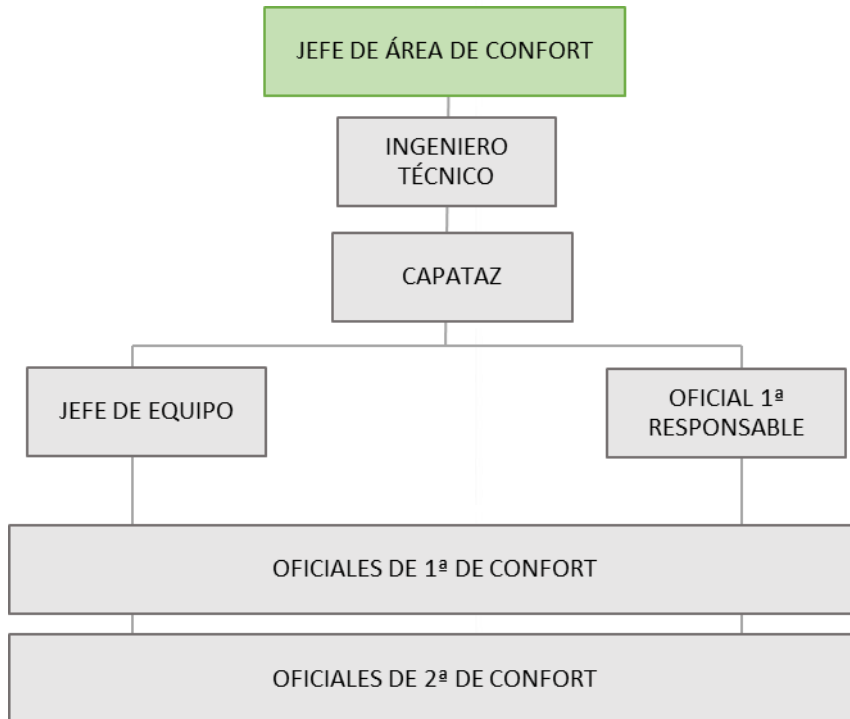 JEFE DE ÁREA DE CONFORT
INGENIERO
TÉCNICO
CAPATAZ
JEFE DE EQUIPO
OFICIAL 1ª
RESPONSABLE
OFICIALES DE 1ª DE CONFORT
OFICIALES DE 2ª DE CONFORT